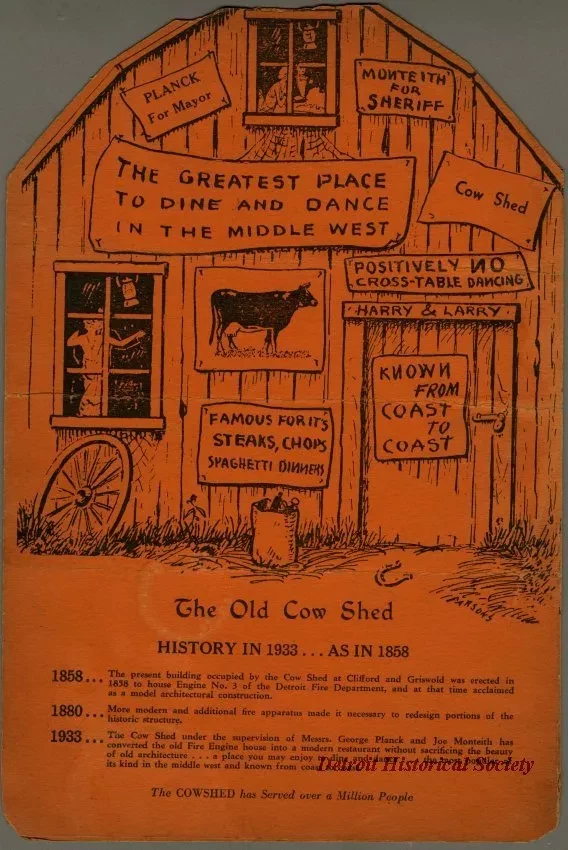 PLANCK
For Mayor
MONTEITH
FOR
SHERIFF
THE GREATEST PLACE
TO DINE AND DANCE
IN THE MIDDLE WEST
Cow Shed
POSITIVELY NO
CROSS-TABLE DANCING
HARRY & LARRY
KNOWN
FROM
COAST
TO
COAST
FAMOUS FOR ITS
STEAKS, CHOPS
SPAGHETTI DINNERS
PARSONS
The Old Cow Shed
HISTORY IN 1933 . . . AS IN 1858
1858 . . . The present building occupied by the Cow Shed at Clifford and Griswold was erected in
1858 to house Engine No. 3 of the Detroit Fire Department, and at that time acclaimed
as a model architectural construction.
1880 . . . More modern and additional fire apparatus made it necessary to redesign portions of the
historic structure.
1933 . . . The Cow Shed under the supervision of Messrs. George Planck and Joe Monteith has
converted the old Fire Engine house into a modern restaurant without sacrificing the beauty
of old architecture . . . a place you may enjoy to dine and dance
its kind in the middle west and known from
Detroit Historical Society
The COWSHED has Served over a Million People